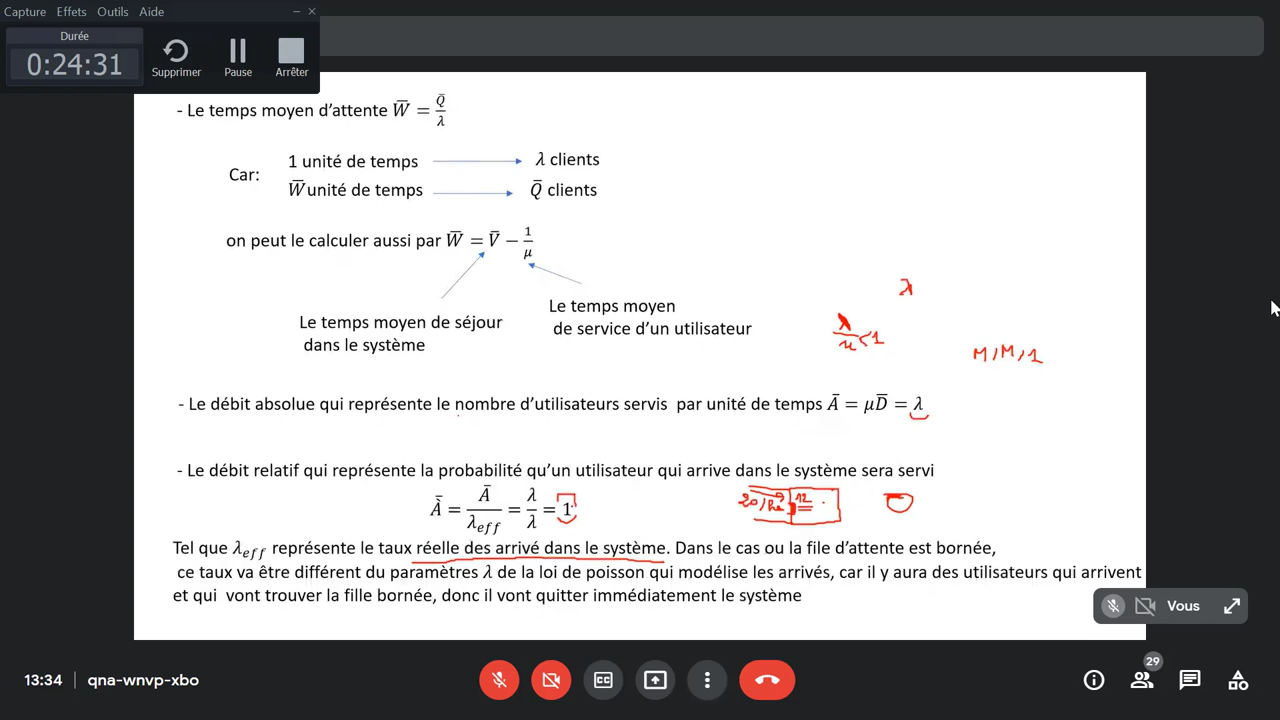 Capture Effets Outils Aide
Durée
0:24:31
Supprimer Pause Arrêter
- Le temps moyen d'attente W̄ = Q̄/λ
1 unité de temps λ clients
Car:
W̄ unité de temps Q̄ clients
on peut le calculer aussi par W̄ = V̄ − 1/μ
λ
Le temps moyen
de service d'un utilisateur
Le temps moyen de séjour
dans le système
λ/μ < 1
M/M/1
- Le débit absolue qui représente le nombre d'utilisateurs servis par unité de temps Ā = μD̄ = λ
- Le débit relatif qui représente la probabilité qu'un utilisateur qui arrive dans le système sera servi
Ã = Ā/λeff = λ/λ = 1
20/he 12
Tel que λeff représente le taux réelle des arrivé dans le système. Dans le cas ou la file d'attente est bornée,
ce taux va être différent du paramètres λ de la loi de poisson qui modélise les arrivés, car il y aura des utilisateurs qui arrivent
et qui vont trouver la fille bornée, donc il vont quitter immédiatement le système
Vous
13:34 qna-wnvp-xbo
29